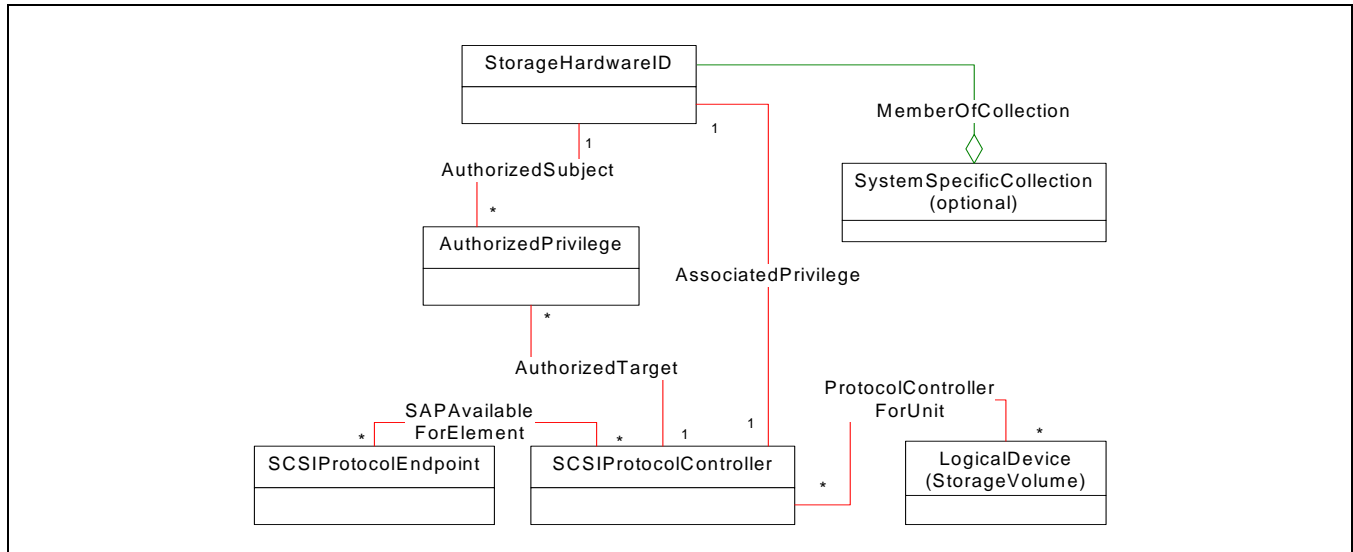 StorageHardwareID
MemberOfCollection
1
1
AuthorizedSubject
SystemSpecificCollection
(optional)
*
AuthorizedPrivilege
AssociatedPrivilege
*
AuthorizedTarget
ProtocolController
ForUnit
SAPAvailable
ForElement
*
*
1
1
*
SCSIProtocolEndpoint
SCSIProtocolController
LogicalDevice
(StorageVolume)
*